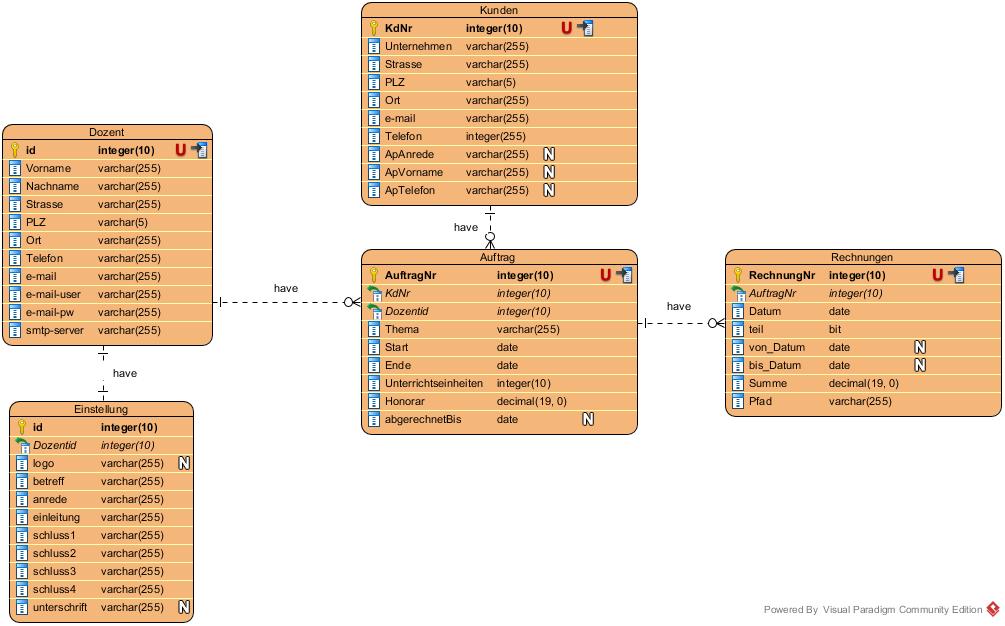 Kunden
KdNr integer(10) U
Unternehmen varchar(255)
Strasse varchar(255)
PLZ varchar(5)
Ort varchar(255)
e-mail varchar(255)
Telefon integer(255)
ApAnrede varchar(255) N
ApVorname varchar(255) N
ApTelefon varchar(255) N
have
Dozent
id integer(10) U
Vorname varchar(255)
Nachname varchar(255)
Strasse varchar(255)
PLZ varchar(5)
Ort varchar(255)
Telefon varchar(255)
e-mail varchar(255)
e-mail-user varchar(255)
e-mail-pw varchar(255)
smtp-server varchar(255)
have
Auftrag
AuftragNr integer(10) U
KdNr integer(10)
Dozentid integer(10)
Thema varchar(255)
Start date
Ende date
Unterrichtseinheiten integer(10)
Honorar decimal(19, 0)
abgerechnetBis date N
have
Rechnungen
RechnungNr integer(10) U
AuftragNr integer(10)
Datum date
teil bit
von_Datum date N
bis_Datum date N
Summe decimal(19, 0)
Pfad varchar(255)
have
Einstellung
id integer(10)
Dozentid integer(10)
logo varchar(255) N
betreff varchar(255)
anrede varchar(255)
einleitung varchar(255)
schluss1 varchar(255)
schluss2 varchar(255)
schluss3 varchar(255)
schluss4 varchar(255)
unterschrift varchar(255) N
Powered By Visual Paradigm Community Edition